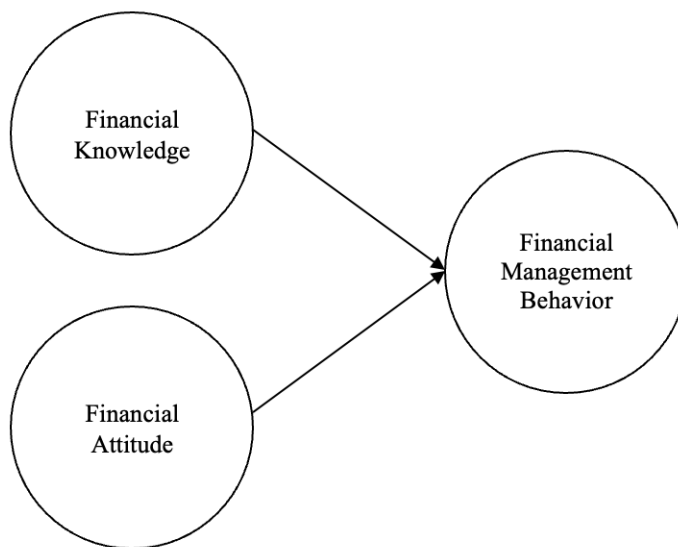 Financial
Knowledge
Financial
Management
Behavior
Financial
Attitude